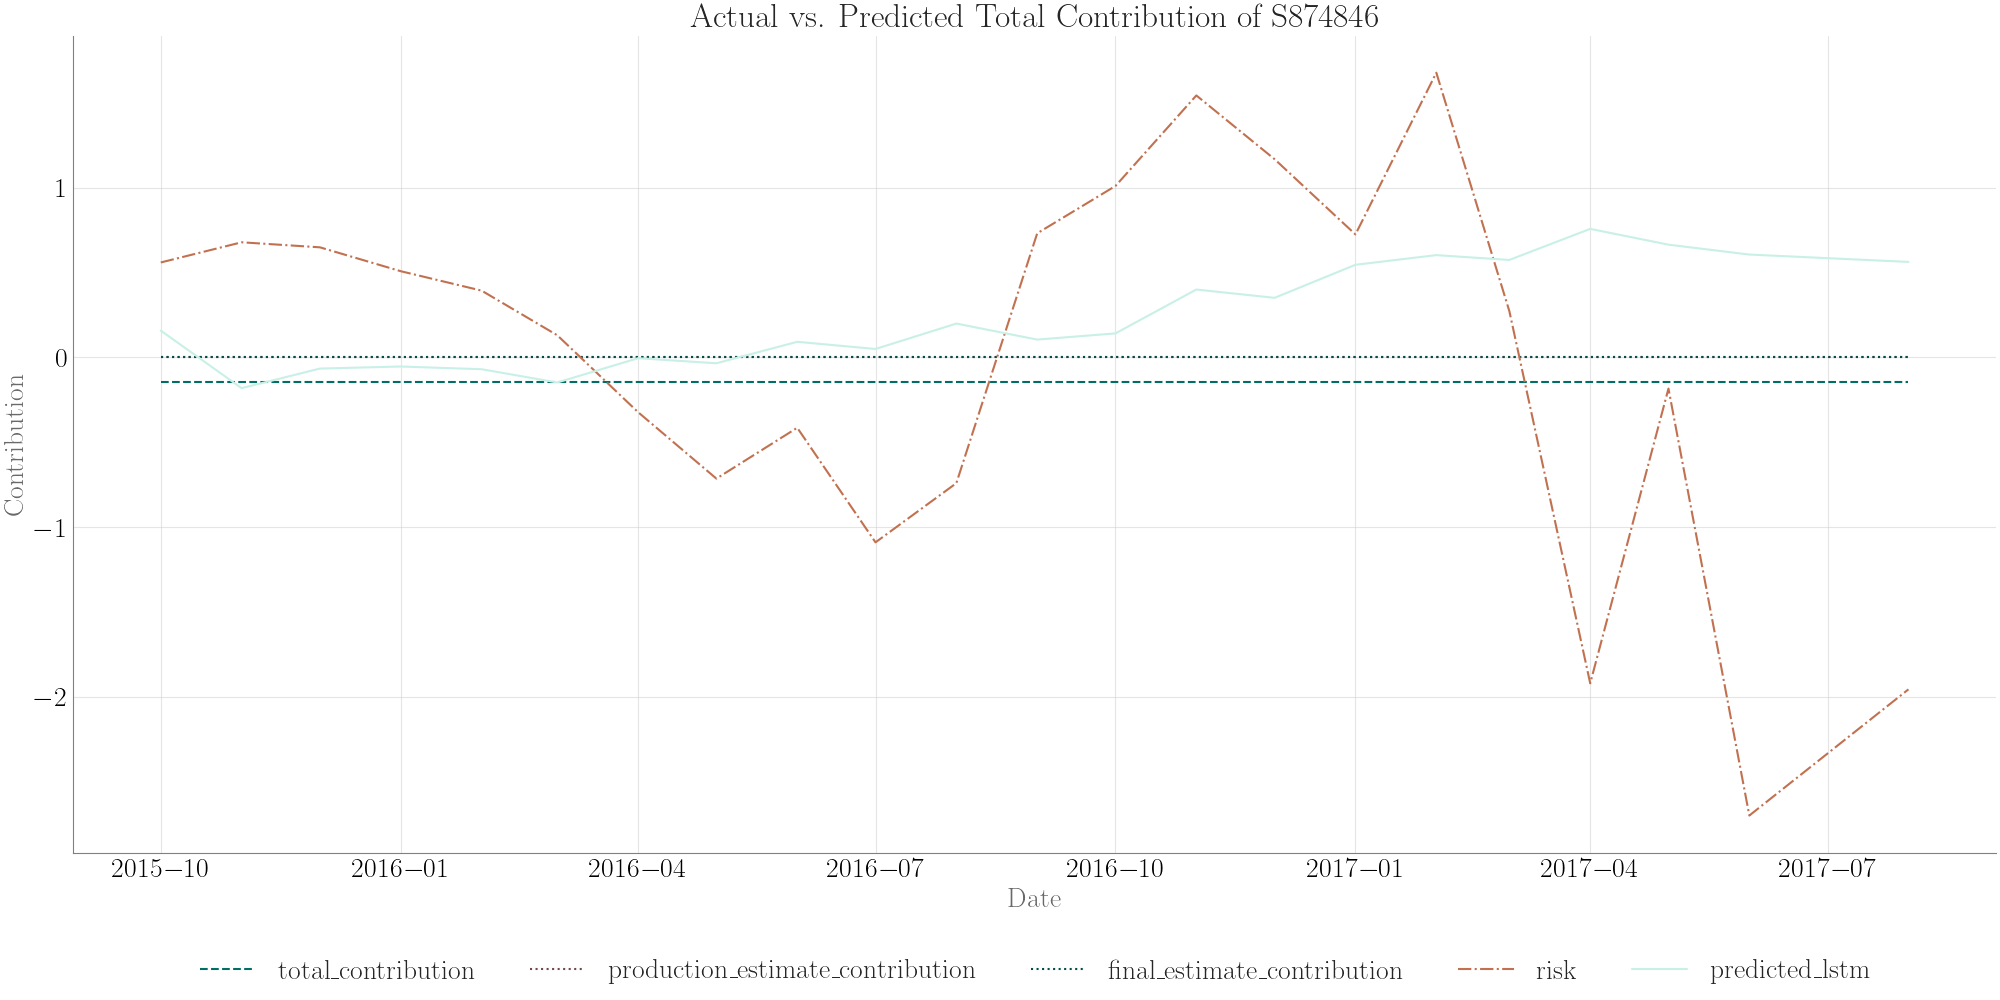 Actual vs. Predicted Total Contribution of S874846
1
0
−1
−2
Contribution
2015−10 2016−01 2016−04 2016−07 2016−10 2017−01 2017−04 2017−07
Date
total_contribution production_estimate_contribution final_estimate_contribution risk predicted_lstm